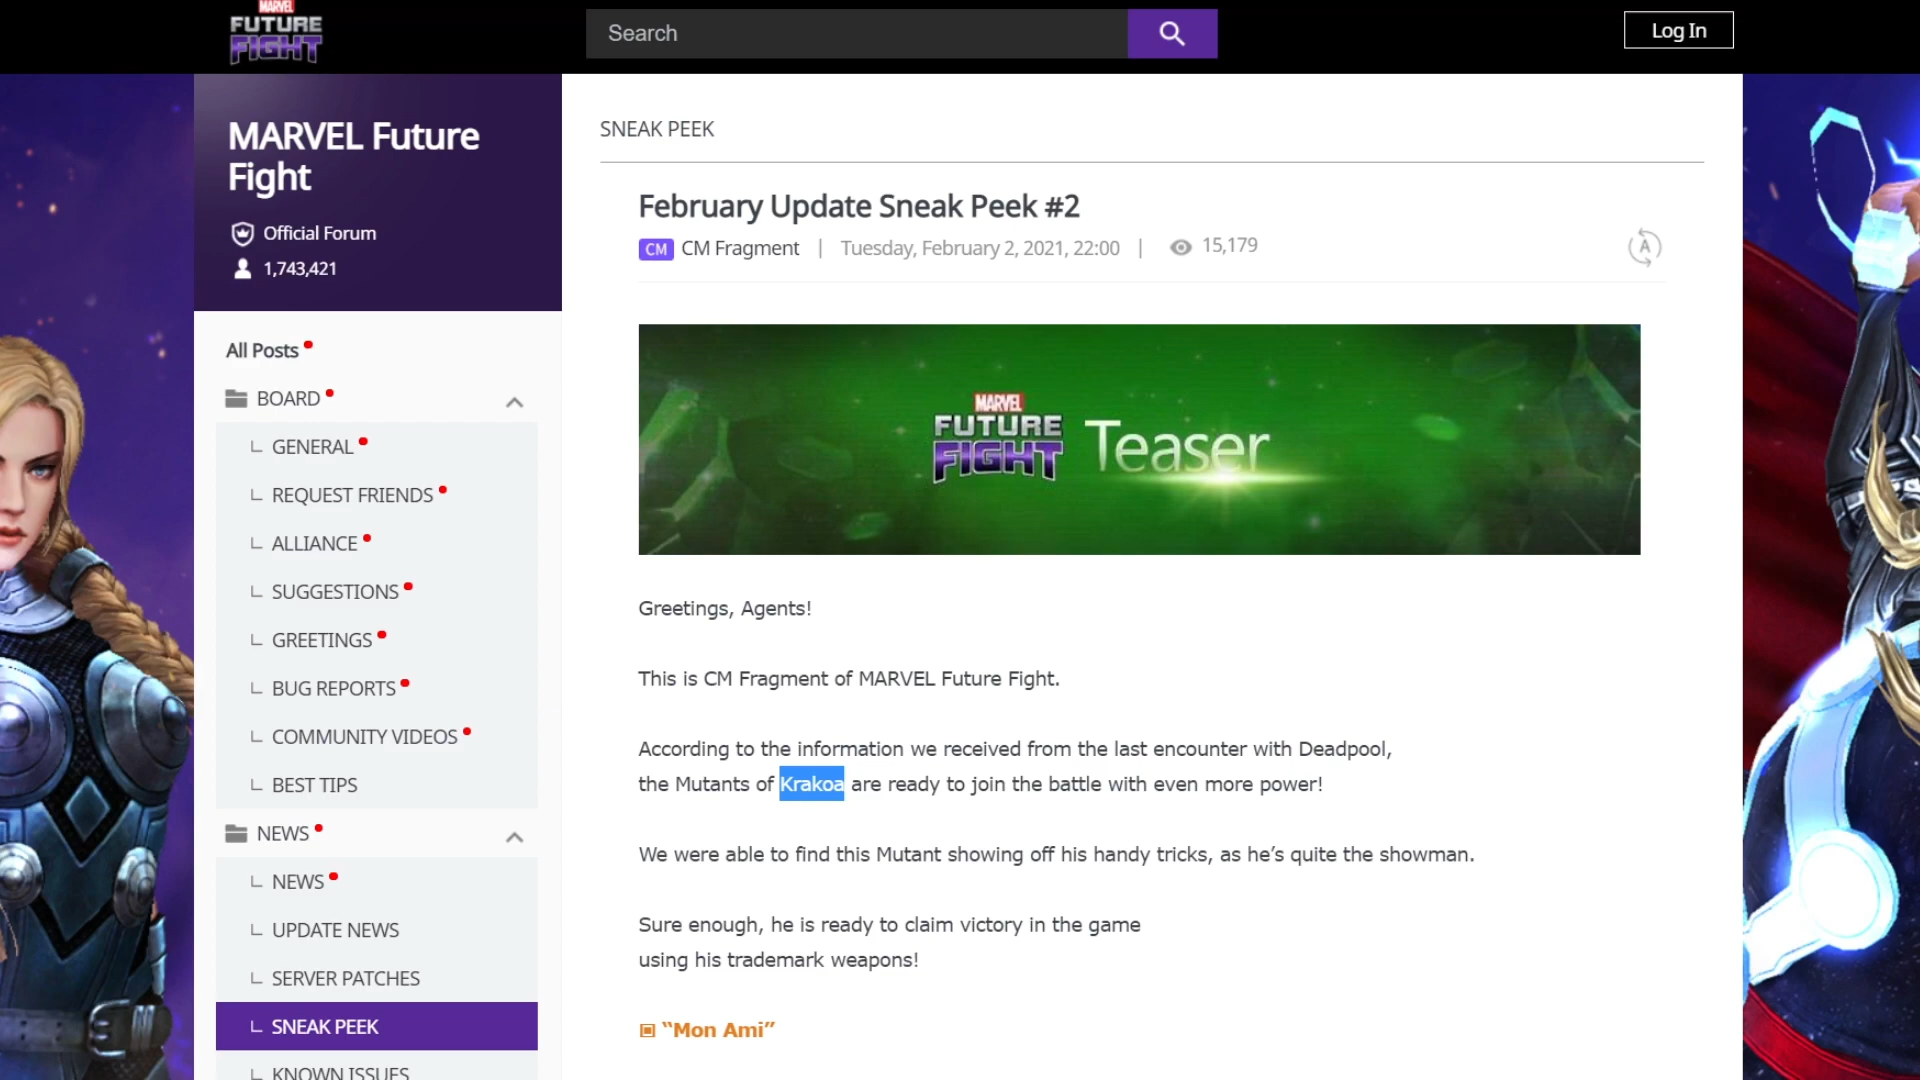 MARVEL
FUTURE
FIGHT
Search
Log In
MARVEL Future
Fight
Official Forum
1,743,421
All Posts
BOARD
GENERAL
REQUEST FRIENDS
ALLIANCE
SUGGESTIONS
GREETINGS
BUG REPORTS
COMMUNITY VIDEOS
BEST TIPS
NEWS
NEWS
UPDATE NEWS
SERVER PATCHES
SNEAK PEEK
KNOWN ISSUES
SNEAK PEEK
February Update Sneak Peek #2
CM CM Fragment | Tuesday, February 2, 2021, 22:00 | 15,179
A
MARVEL
FUTURE
FIGHT
Teaser
Greetings, Agents!
This is CM Fragment of MARVEL Future Fight.
According to the information we received from the last encounter with Deadpool,
the Mutants of Krakoa are ready to join the battle with even more power!
We were able to find this Mutant showing off his handy tricks, as he’s quite the showman.
Sure enough, he is ready to claim victory in the game
using his trademark weapons!
▣ “Mon Ami”